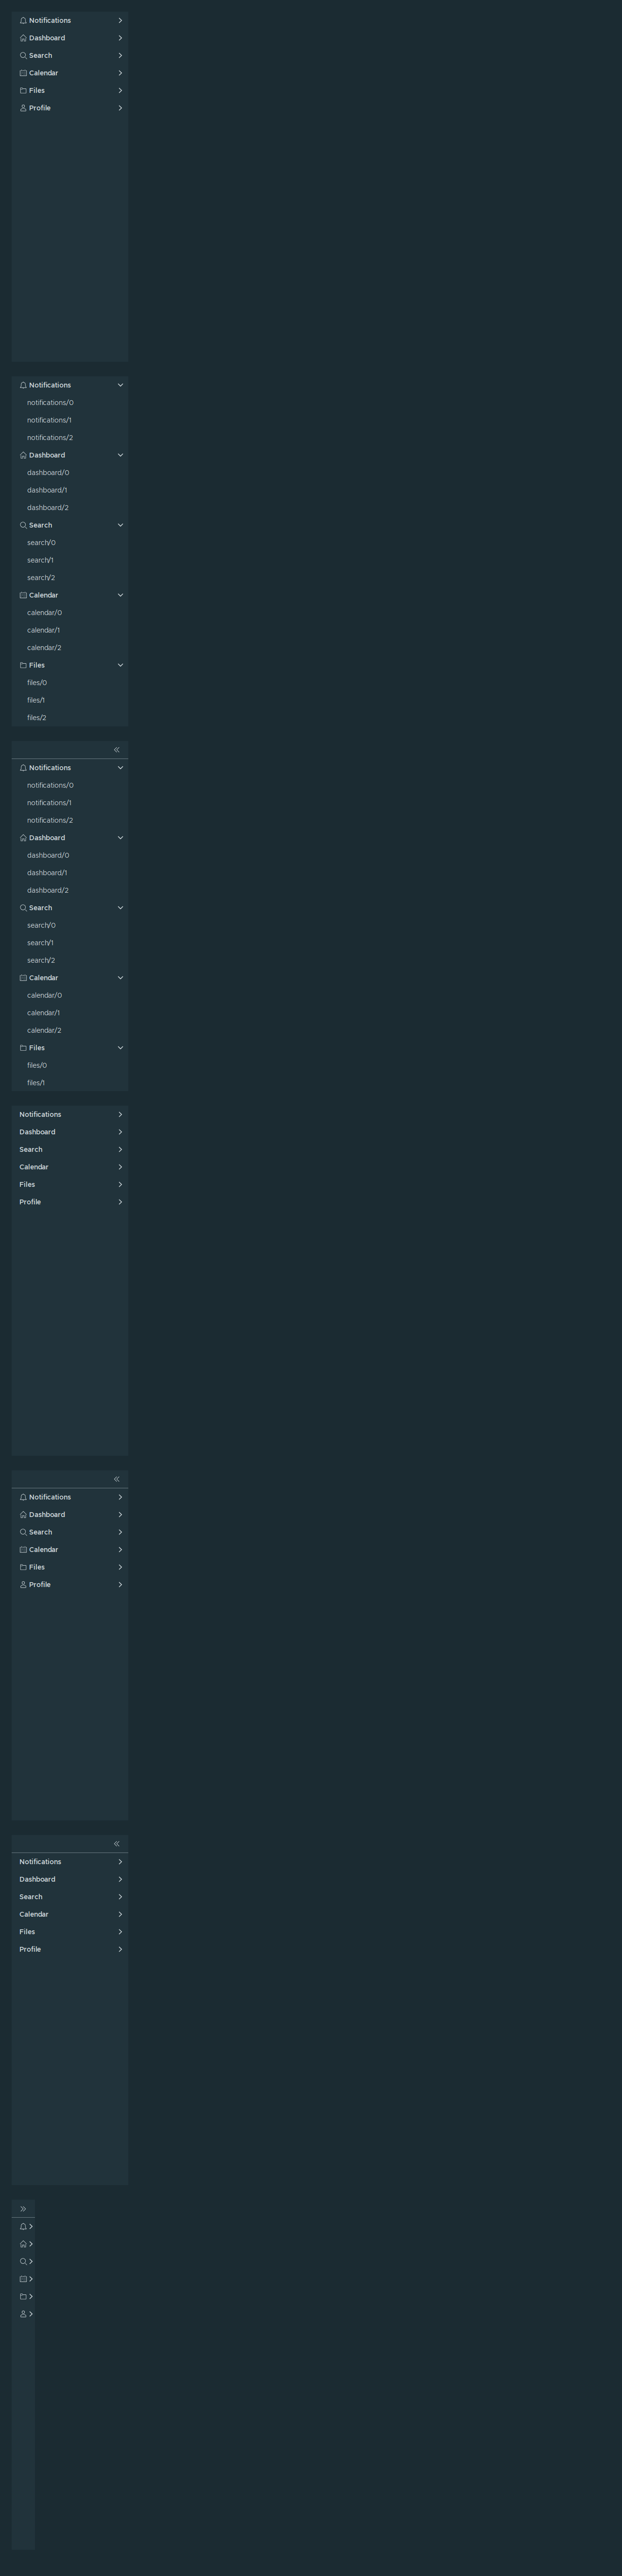 Notifications
Dashboard
Search
Calendar
Files
Profile
Notifications
notifications/0
notifications/1
notifications/2
Dashboard
dashboard/0
dashboard/1
dashboard/2
Search
search/0
search/1
search/2
Calendar
calendar/0
calendar/1
calendar/2
Files
files/0
files/1
files/2
Notifications
notifications/0
notifications/1
notifications/2
Dashboard
dashboard/0
dashboard/1
dashboard/2
Search
search/0
search/1
search/2
Calendar
calendar/0
calendar/1
calendar/2
Files
files/0
files/1
Notifications
Dashboard
Search
Calendar
Files
Profile
Notifications
Dashboard
Search
Calendar
Files
Profile
Notifications
Dashboard
Search
Calendar
Files
Profile